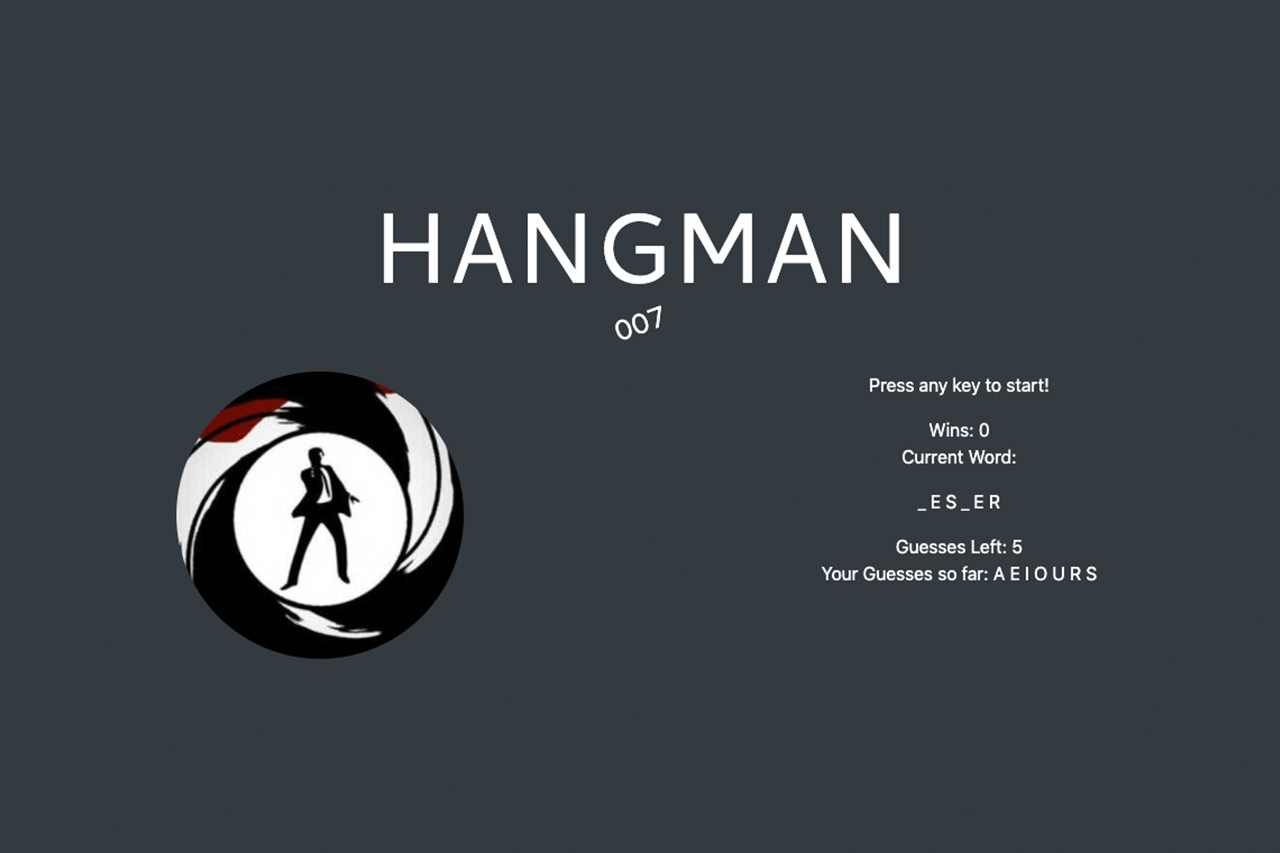 HANGMAN
007
Press any key to start!
Wins: 0
Current Word:
_ E S _ E R
Guesses Left: 5
Your Guesses so far: A E I O U R S